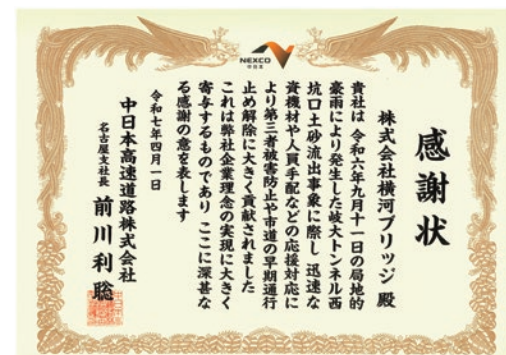 NEXCO
中日本
感謝状
株式会社横河ブリッジ 殿
貴社は 令和六年九月十一日の局地的
豪雨により発生した岐大トンネル西
坑口土砂流出事象に際し 迅速な
資機材や人員手配などの応援対応に
より第三者被害防止や市道の早期通行
止め解除に大きく貢献されました
これは弊社企業理念の実現に大きく
寄与するものであり ここに深甚な
る感謝の意を表します
令和七年四月一日
中日本高速道路株式会社
名古屋支社長 前川利聡